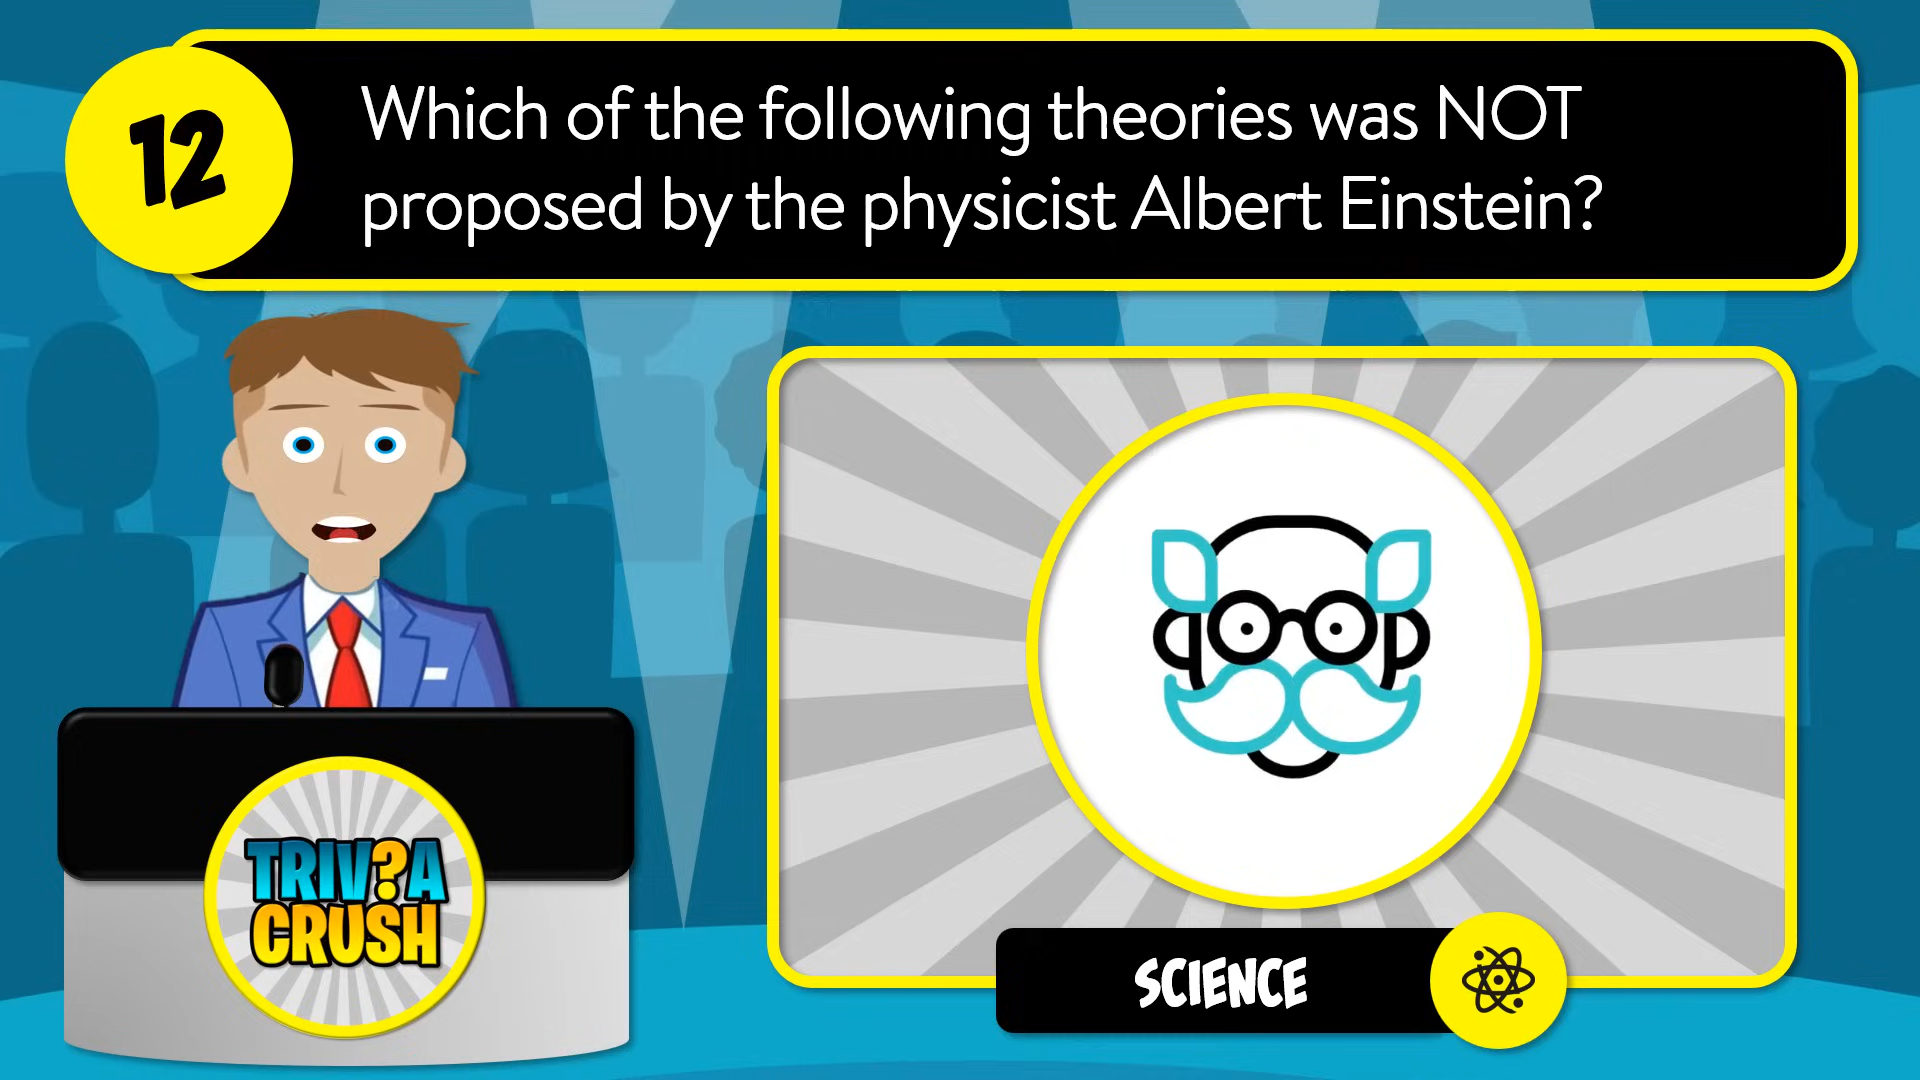 12
Which of the following theories was NOT
proposed by the physicist Albert Einstein?
TRIV?A
CRUSH
SCIENCE